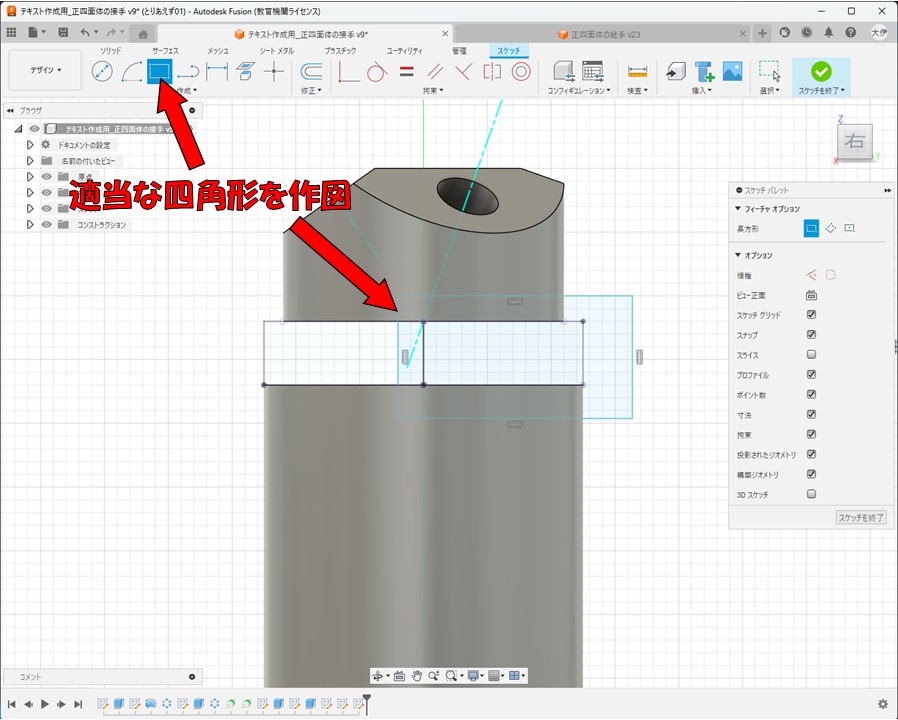 テキスト作成用_正四面体の接手 v9* (とりあえず01) - Autodesk Fusion (教育機関ライセンス)
テキスト作成用_正四面体の接手 v9*
正四面体の継手 v23
大伊
ソリッド サーフェス メッシュ シート メタル プラスチック ユーティリティ 管理 スケッチ
デザイン
作成 修正 拘束 コンフィギュレーション 検査 挿入 選択 スケッチを終了
ブラウザ
テキスト作成用_正四面体の接手 v
ドキュメントの設定
名前の付いたビュー
原点
コンストラクション
適当な四角形を作図
Z
右
X
Y
スケッチ パレット
フィーチャ オプション
長方形
オプション
線種
ビュー正面
スケッチ グリッド
スナップ
スライス
プロファイル
ポイント数
寸法
拘束
投影されたジオメトリ
構築ジオメトリ
3D スケッチ
スケッチを終了
コメント